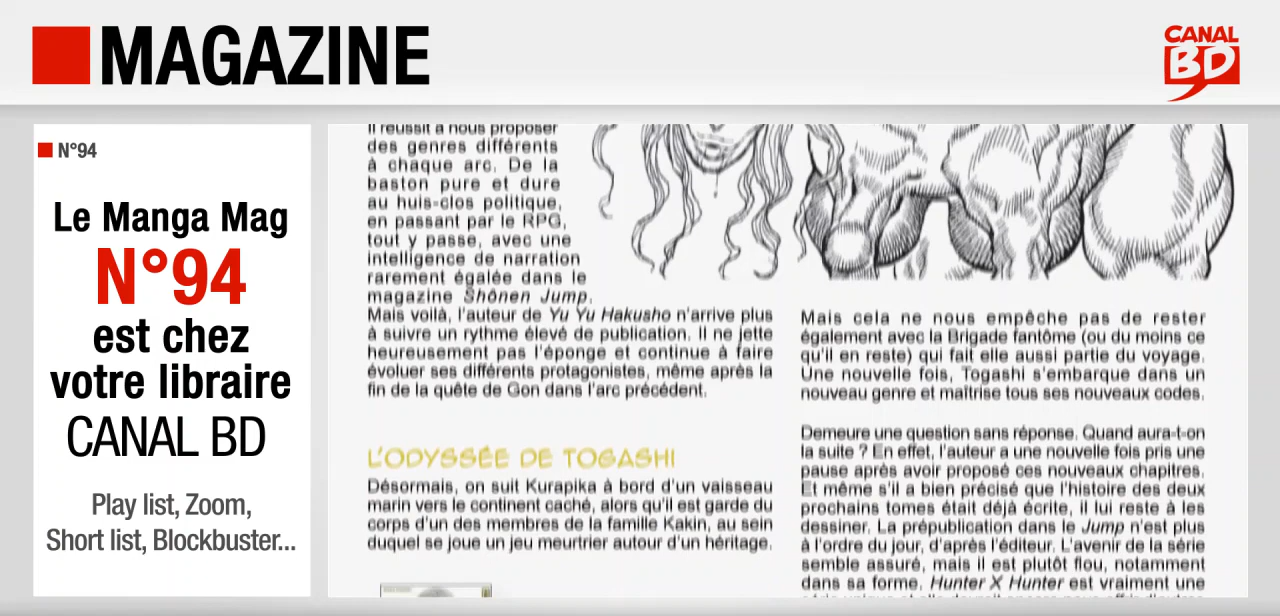 MAGAZINE
CANAL
BD
N°94
Le Manga Mag
N°94
est chez
votre libraire
CANAL BD
Play list, Zoom,
Short list, Blockbuster...
Il réussit à nous proposer
des genres différents
à chaque arc. De la
baston pure et dure
au huis-clos politique,
en passant par le RPG,
tout y passe, avec une
intelligence de narration
rarement égalée dans le
magazine Shônen Jump.
Mais voilà, l'auteur de Yu Yu Hakusho n'arrive plus
à suivre un rythme élevé de publication. Il ne jette
heureusement pas l'éponge et continue à faire
évoluer ses différents protagonistes, même après la
fin de la quête de Gon dans l'arc précédent.
L'ODYSSÉE DE TOGASHI
Désormais, on suit Kurapika à bord d'un vaisseau
marin vers le continent caché, alors qu'il est garde du
corps d'un des membres de la famille Kakin, au sein
duquel se joue un jeu meurtrier autour d'un héritage.
Mais cela ne nous empêche pas de rester
également avec la Brigade fantôme (ou du moins ce
qu'il en reste) qui fait elle aussi partie du voyage.
Une nouvelle fois, Togashi s'embarque dans un
nouveau genre et maîtrise tous ses nouveaux codes.
Demeure une question sans réponse. Quand aura-t-on
la suite ? En effet, l'auteur a une nouvelle fois pris une
pause après avoir proposé ces nouveaux chapitres.
Et même s'il a bien précisé que l'histoire des deux
prochains tomes était déjà écrite, il lui reste à les
dessiner. La prépublication dans le Jump n'est plus
à l'ordre du jour, d'après l'éditeur. L'avenir de la série
semble assuré, mais il est plutôt flou, notamment
dans sa forme. Hunter X Hunter est vraiment une